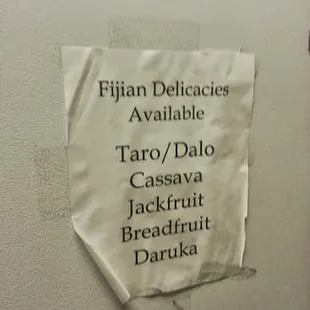 Fijian Delicacies
Available
Taro/Dalo
Cassava
Jackfruit
Breadfruit
Daruka